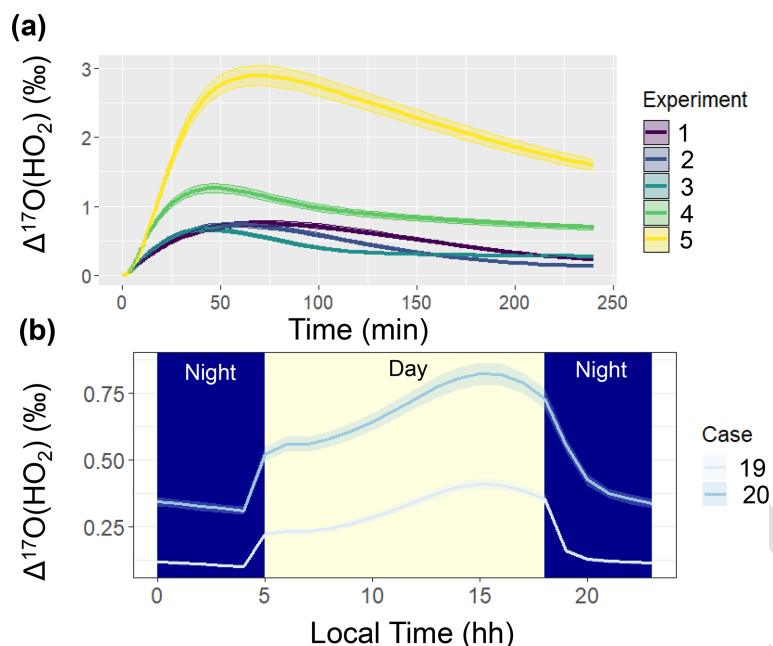 (a)
Δ¹⁷O(HO₂) (‰)
3
2
1
0
0
50
100
150
200
250
Time (min)
Experiment
1
2
3
4
5
(b)
Δ¹⁷O(HO₂) (‰)
0.75
0.50
0.25
Night
Day
Night
0
5
10
15
20
Local Time (hh)
Case
19
20